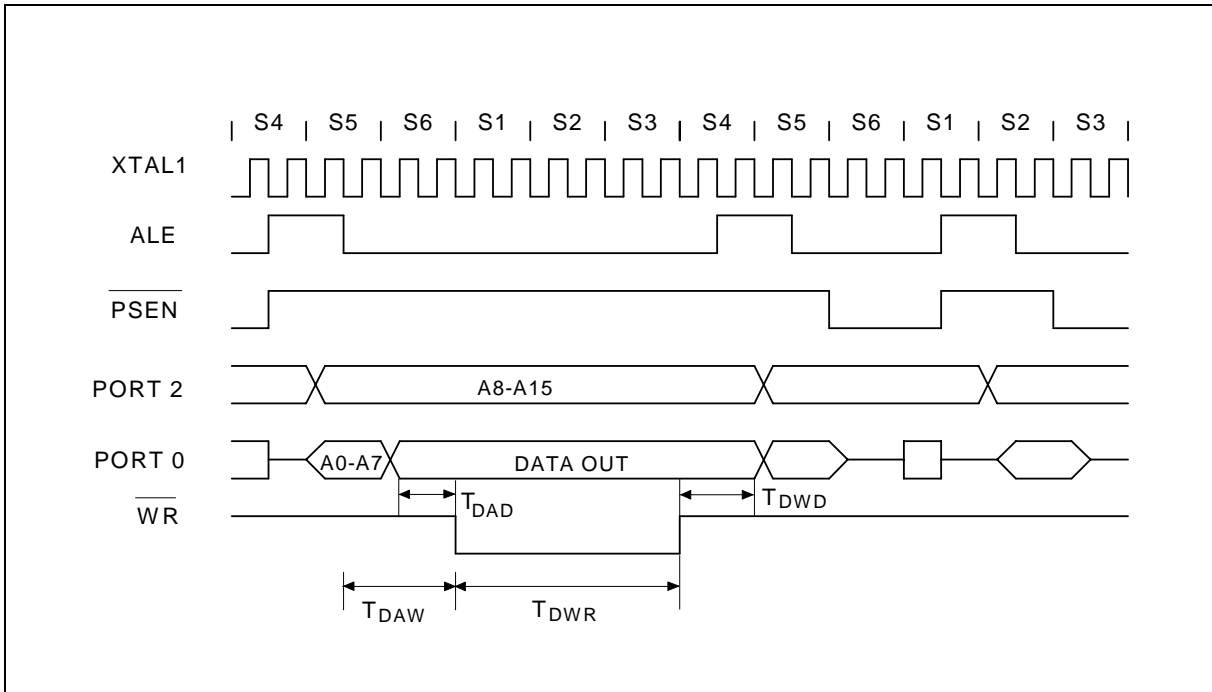 S4 S5 S6 S1 S2 S3 S4 S5 S6 S1 S2 S3
XTAL1
ALE
PSEN
PORT 2 A8-A15
PORT 0 A0-A7 DATA OUT
WR TDAD TDWD
TDAW TDWR